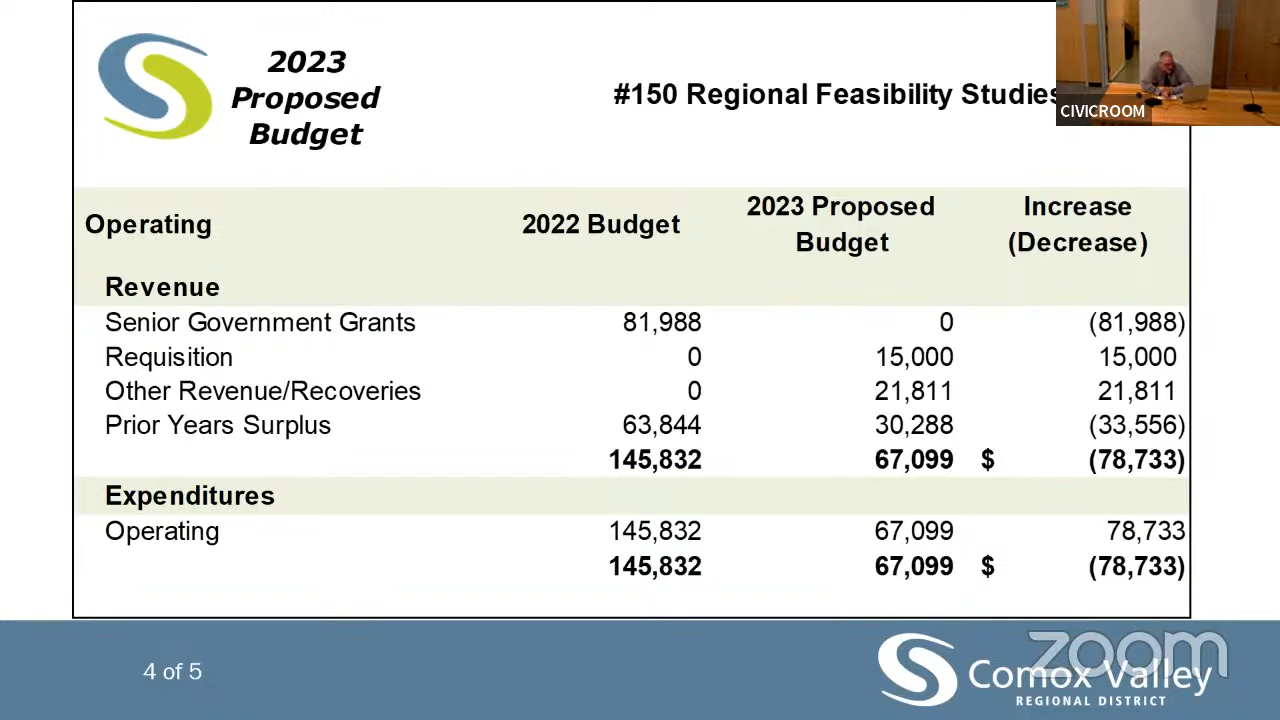 2023
Proposed
Budget
#150 Regional Feasibility Studies
CIVICROOM
Operating 2022 Budget 2023 Proposed Budget Increase (Decrease)
Revenue
Senior Government Grants 81,988 0 (81,988)
Requisition 0 15,000 15,000
Other Revenue/Recoveries 0 21,811 21,811
Prior Years Surplus 63,844 30,288 (33,556)
145,832 67,099 $ (78,733)
Expenditures
Operating 145,832 67,099 78,733
145,832 67,099 $ (78,733)
4 of 5
zoom
Comox Valley
REGIONAL DISTRICT